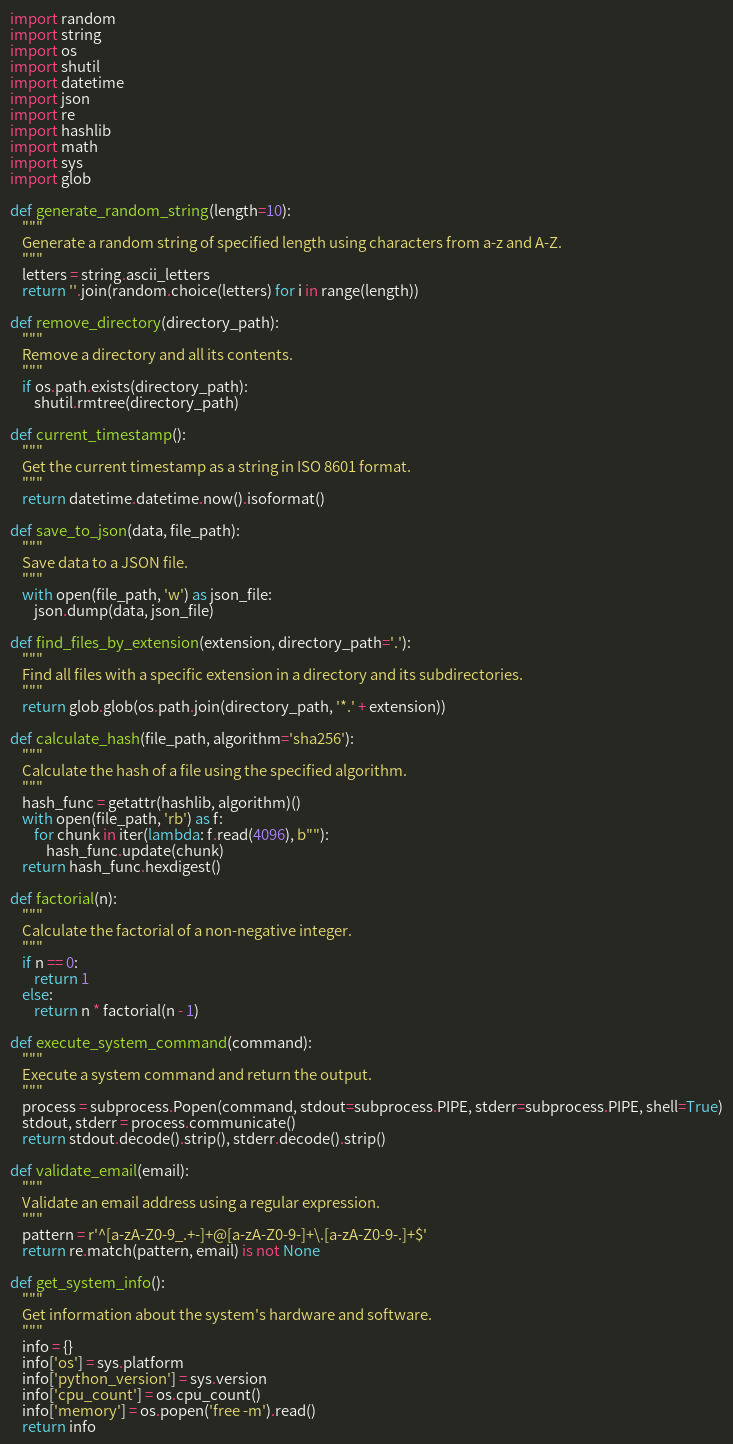 import random
import string
import os
import shutil
import datetime
import json
import re
import hashlib
import math
import sys
import glob

def generate_random_string(length=10):
    """
    Generate a random string of specified length using characters from a-z and A-Z.
    """
    letters = string.ascii_letters
    return ''.join(random.choice(letters) for i in range(length))

def remove_directory(directory_path):
    """
    Remove a directory and all its contents.
    """
    if os.path.exists(directory_path):
        shutil.rmtree(directory_path)

def current_timestamp():
    """
    Get the current timestamp as a string in ISO 8601 format.
    """
    return datetime.datetime.now().isoformat()

def save_to_json(data, file_path):
    """
    Save data to a JSON file.
    """
    with open(file_path, 'w') as json_file:
        json.dump(data, json_file)

def find_files_by_extension(extension, directory_path='.'):
    """
    Find all files with a specific extension in a directory and its subdirectories.
    """
    return glob.glob(os.path.join(directory_path, '*.' + extension))

def calculate_hash(file_path, algorithm='sha256'):
    """
    Calculate the hash of a file using the specified algorithm.
    """
    hash_func = getattr(hashlib, algorithm)()
    with open(file_path, 'rb') as f:
        for chunk in iter(lambda: f.read(4096), b""):
            hash_func.update(chunk)
    return hash_func.hexdigest()

def factorial(n):
    """
    Calculate the factorial of a non-negative integer.
    """
    if n == 0:
        return 1
    else:
        return n * factorial(n - 1)

def execute_system_command(command):
    """
    Execute a system command and return the output.
    """
    process = subprocess.Popen(command, stdout=subprocess.PIPE, stderr=subprocess.PIPE, shell=True)
    stdout, stderr = process.communicate()
    return stdout.decode().strip(), stderr.decode().strip()

def validate_email(email):
    """
    Validate an email address using a regular expression.
    """
    pattern = r'^[a-zA-Z0-9_.+-]+@[a-zA-Z0-9-]+\.[a-zA-Z0-9-.]+$'
    return re.match(pattern, email) is not None

def get_system_info():
    """
    Get information about the system's hardware and software.
    """
    info = {}
    info['os'] = sys.platform
    info['python_version'] = sys.version
    info['cpu_count'] = os.cpu_count()
    info['memory'] = os.popen('free -m').read()
    return info